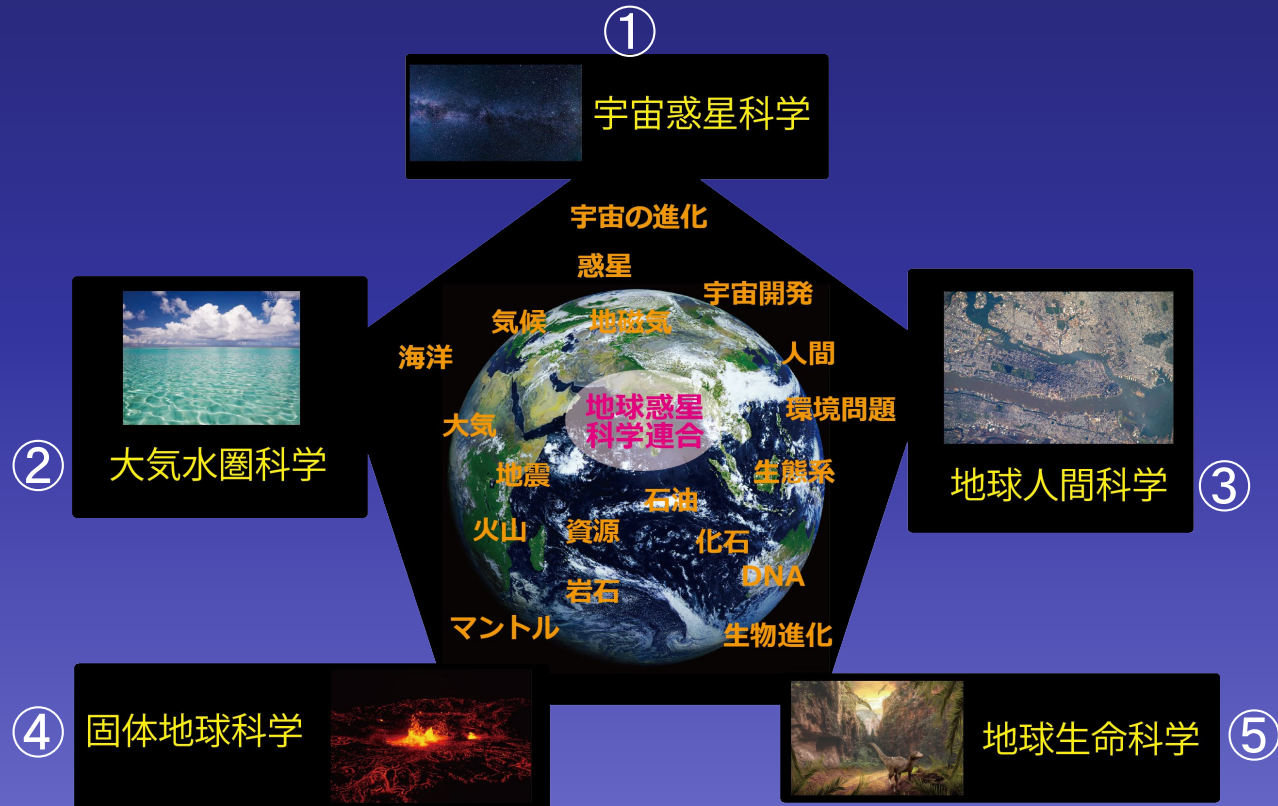 ①
宇宙惑星科学
宇宙の進化
惑星
宇宙開発
気候
地磁気
海洋
人間
地球惑星
科学連合
環境問題
大気
②
大気水圏科学
地震
生態系
地球人間科学
③
石油
火山
資源
化石
DNA
岩石
マントル
生物進化
④
固体地球科学
地球生命科学
⑤